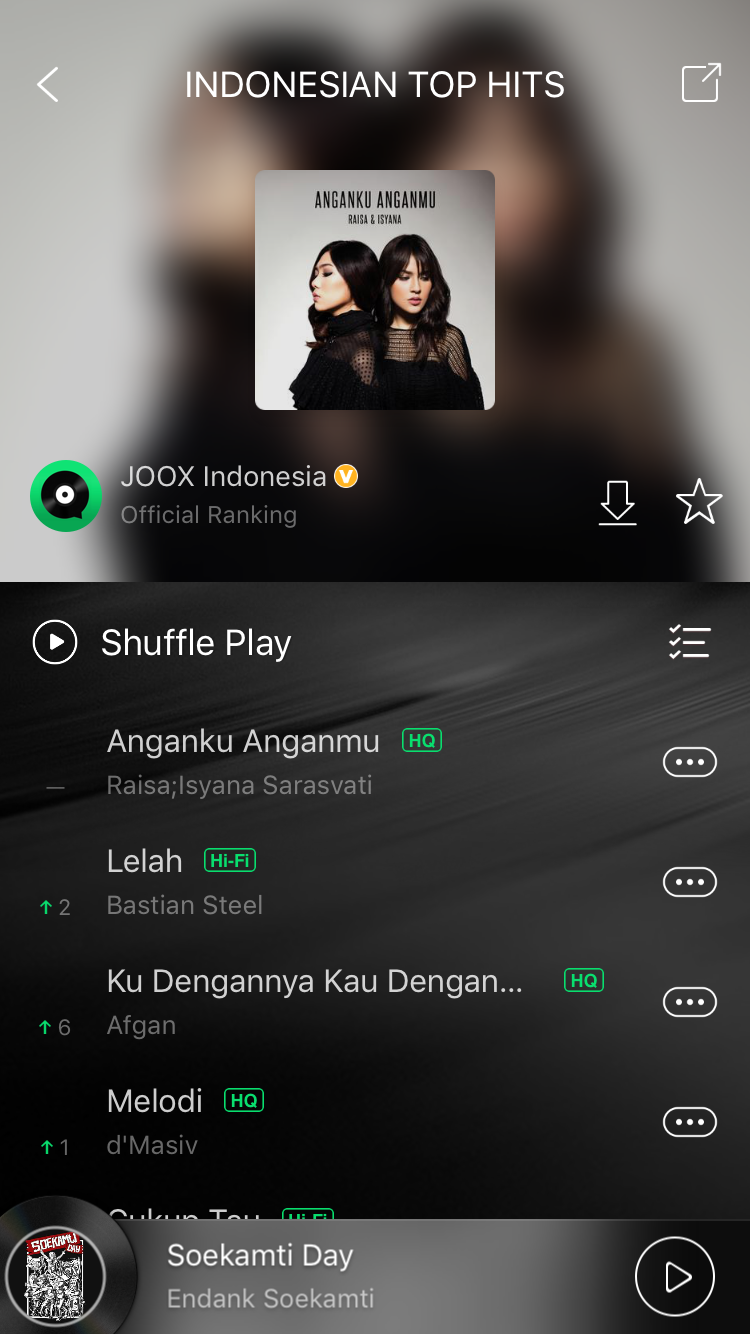 INDONESIAN TOP HITS
ANGANKU ANGANMU
RAISA & ISYANA
JOOX Indonesia V
Official Ranking
Shuffle Play
Anganku Anganmu HQ
— Raisa;Isyana Sarasvati
Lelah Hi-Fi
↑ 2 Bastian Steel
Ku Dengannya Kau Dengan... HQ
↑ 6 Afgan
Melodi HQ
↑ 1 d'Masiv
Cukup Tau Hi-Fi
SOEKAMTI
DAY
Soekamti Day
Endank Soekamti